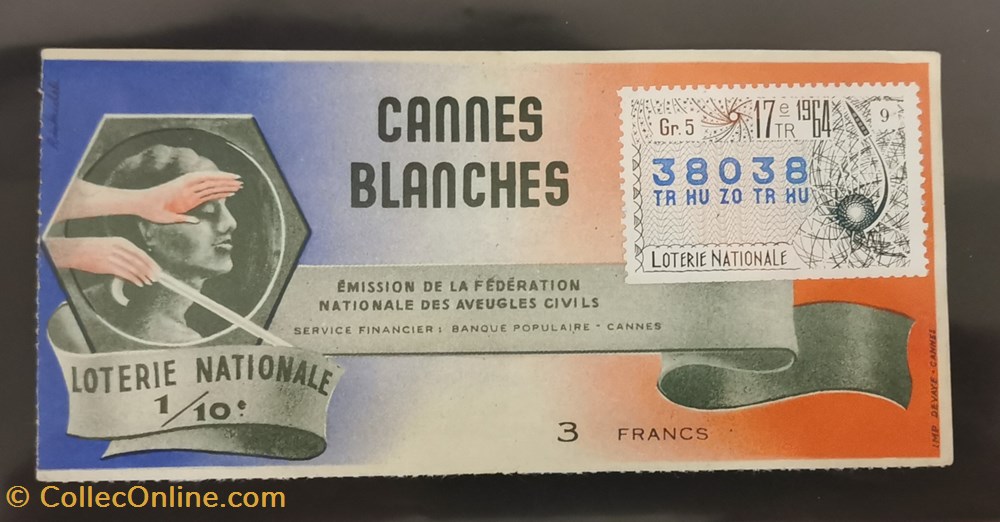 CANNES
BLANCHES
Gr. 5
17e TR 1964
9
38038
TR HU ZO TR HU
LOTERIE NATIONALE
ÉMISSION DE LA FÉDÉRATION
NATIONALE DES AVEUGLES CIVILS
SERVICE FINANCIER : BANQUE POPULAIRE - CANNES
LOTERIE NATIONALE
1/10e
3 FRANCS
IMP. DEVAYE - CANNES
© CollecOnline.com